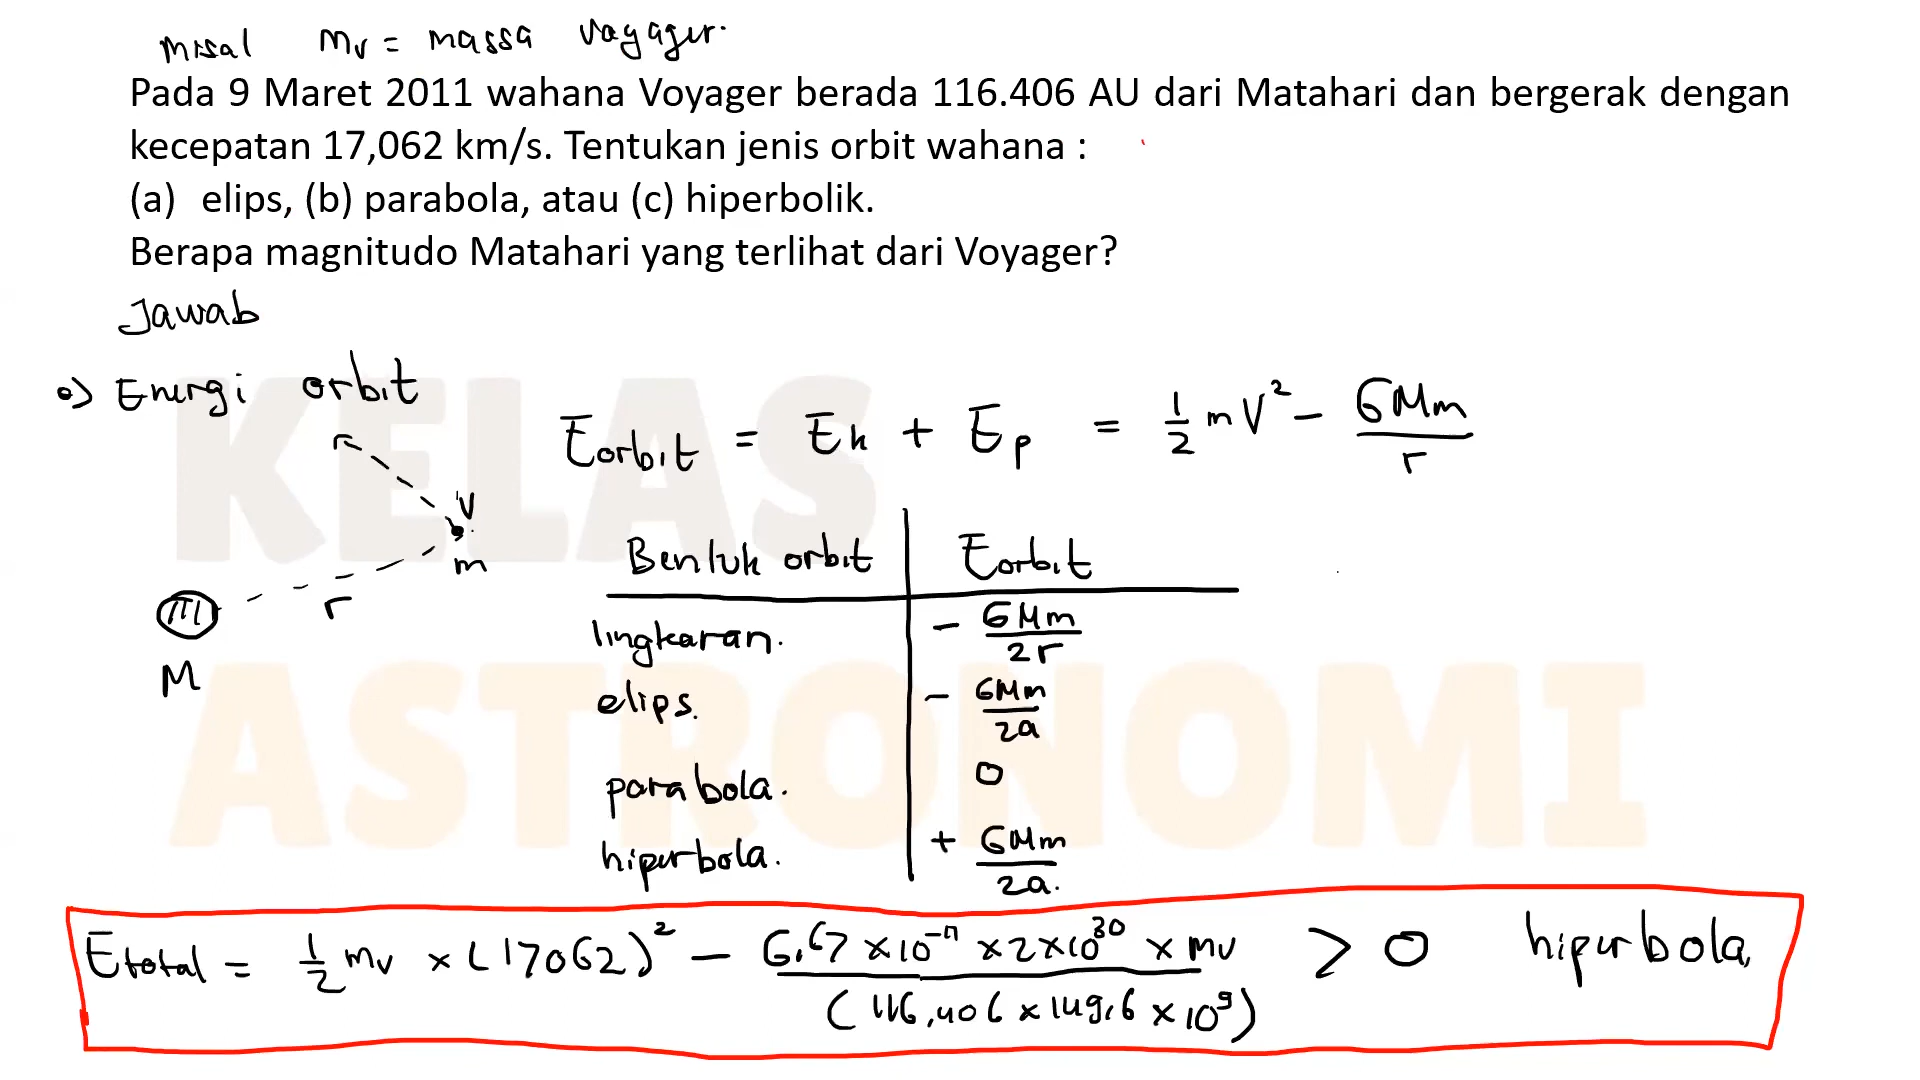 misal mv = massa voyager.
Pada 9 Maret 2011 wahana Voyager berada 116.406 AU dari Matahari dan bergerak dengan
kecepatan 17,062 km/s. Tentukan jenis orbit wahana :
(a) elips, (b) parabola, atau (c) hiperbolik.
Berapa magnitudo Matahari yang terlihat dari Voyager?
Jawab
•) Energi orbit
Eorbit = Ek + Ep = 1/2 mV² − GMm/r
V
m
r
M
Bentuk orbit | Eorbit
lingkaran. | − GMm/2r
elips. | − GMm/2a
parabola. | 0
hiperbola. | + GMm/2a.
Etotal = 1/2 mv × (17062)² − 6,67 × 10⁻¹¹ × 2 × 10³⁰ × mv / (116,406 × 149,6 × 10⁹) > 0 hiperbola,
KELAS
ASTRONOMI